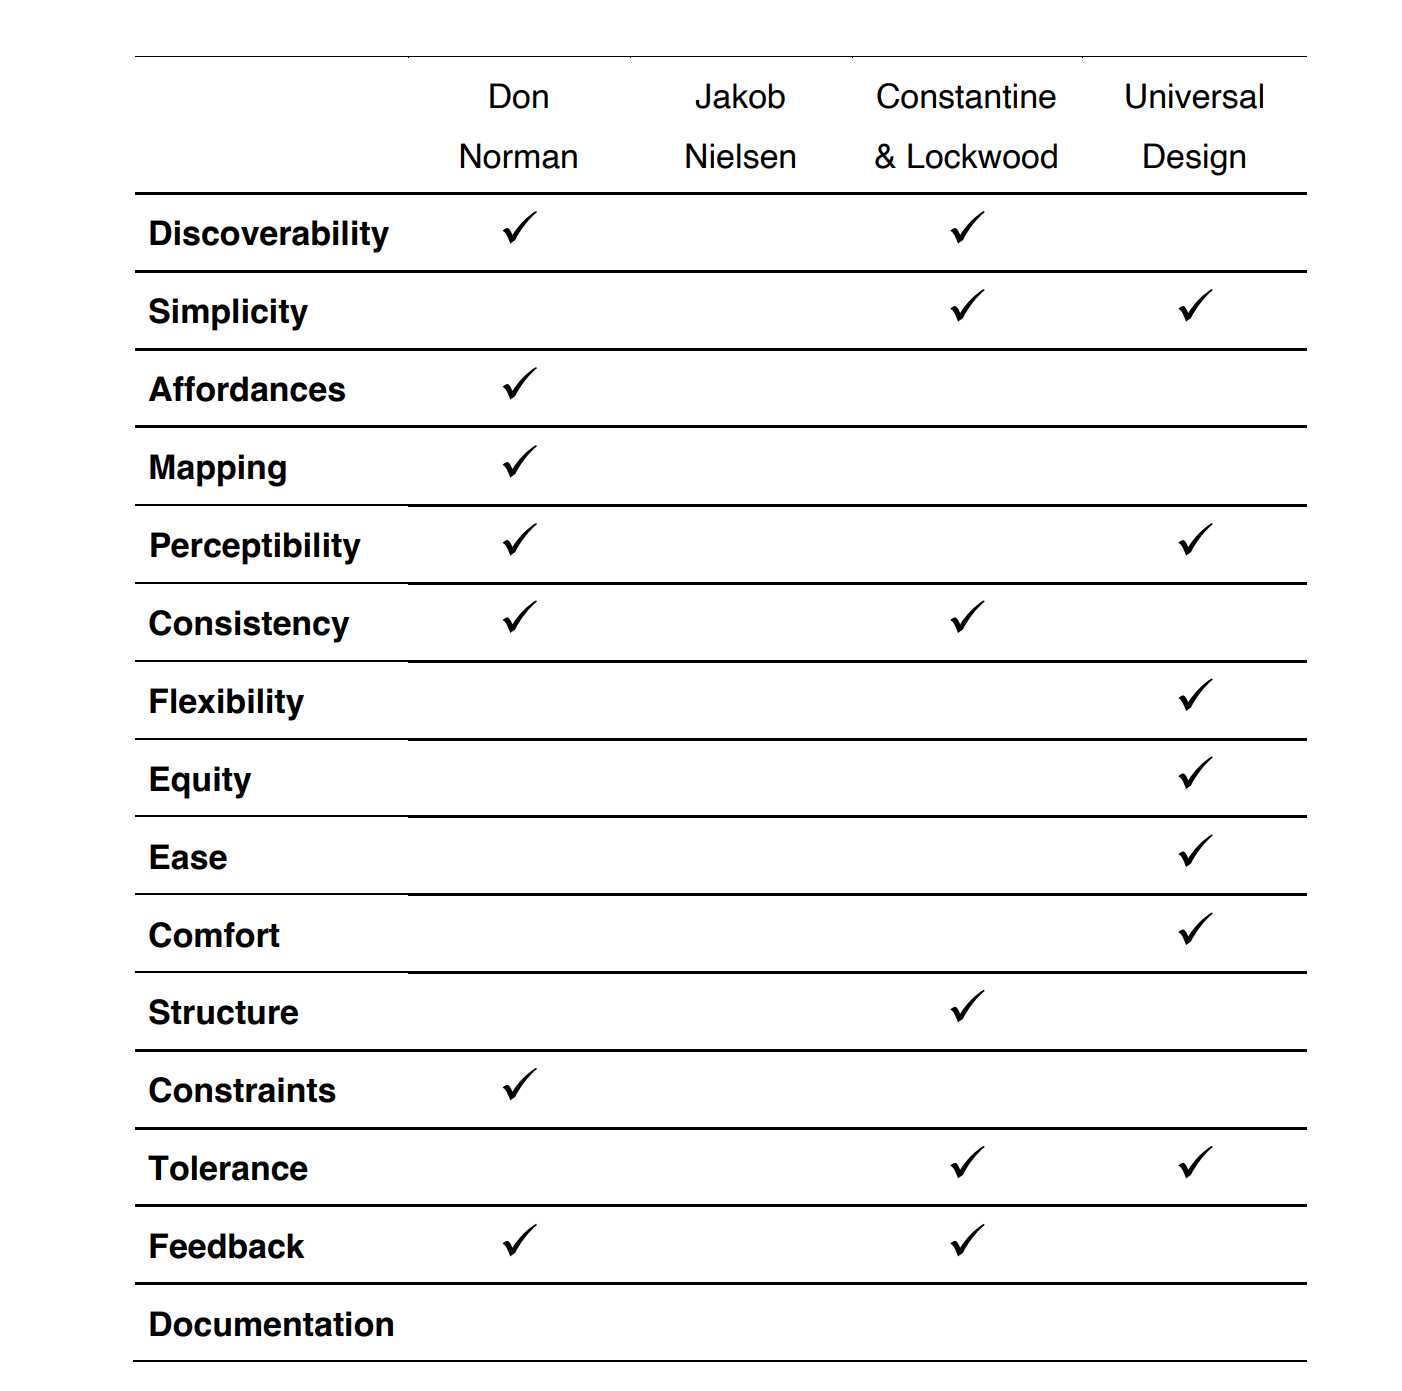 Don Jakob Constantine Universal
Norman Nielsen & Lockwood Design
Discoverability ✓ ✓
Simplicity ✓ ✓
Affordances ✓
Mapping ✓
Perceptibility ✓ ✓
Consistency ✓ ✓
Flexibility ✓
Equity ✓
Ease ✓
Comfort ✓
Structure ✓
Constraints ✓
Tolerance ✓ ✓
Feedback ✓ ✓
Documentation